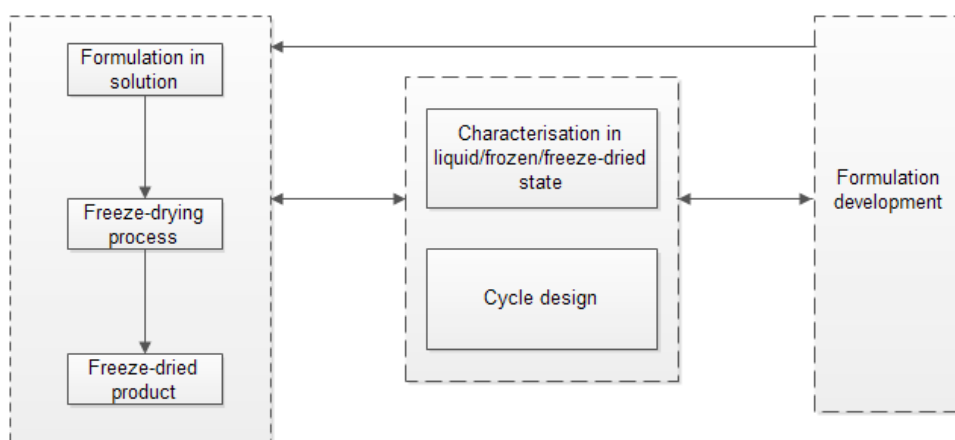 Formulation in
solution
Freeze-drying
process
Freeze-dried
product
Characterisation in
liquid/frozen/freeze-dried
state
Cycle design
Formulation
development